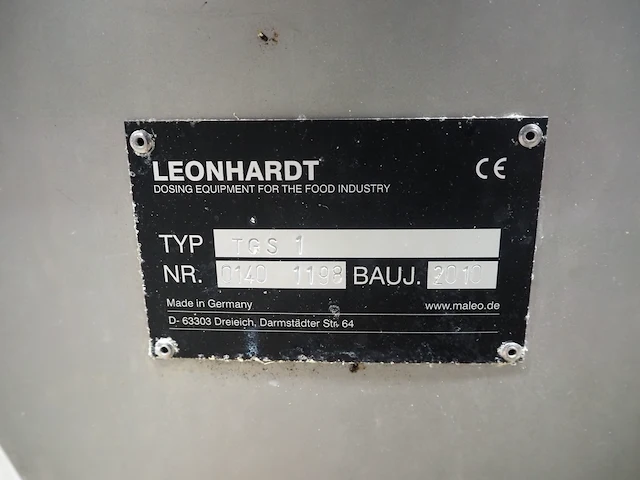 LEONHARDT CE
DOSING EQUIPMENT FOR THE FOOD INDUSTRY
TYP TGS 1
NR. 0140 1198 BAUJ. 2010
Made in Germany www.maleo.de
D- 63303 Dreieich, Darmstädter Str. 64